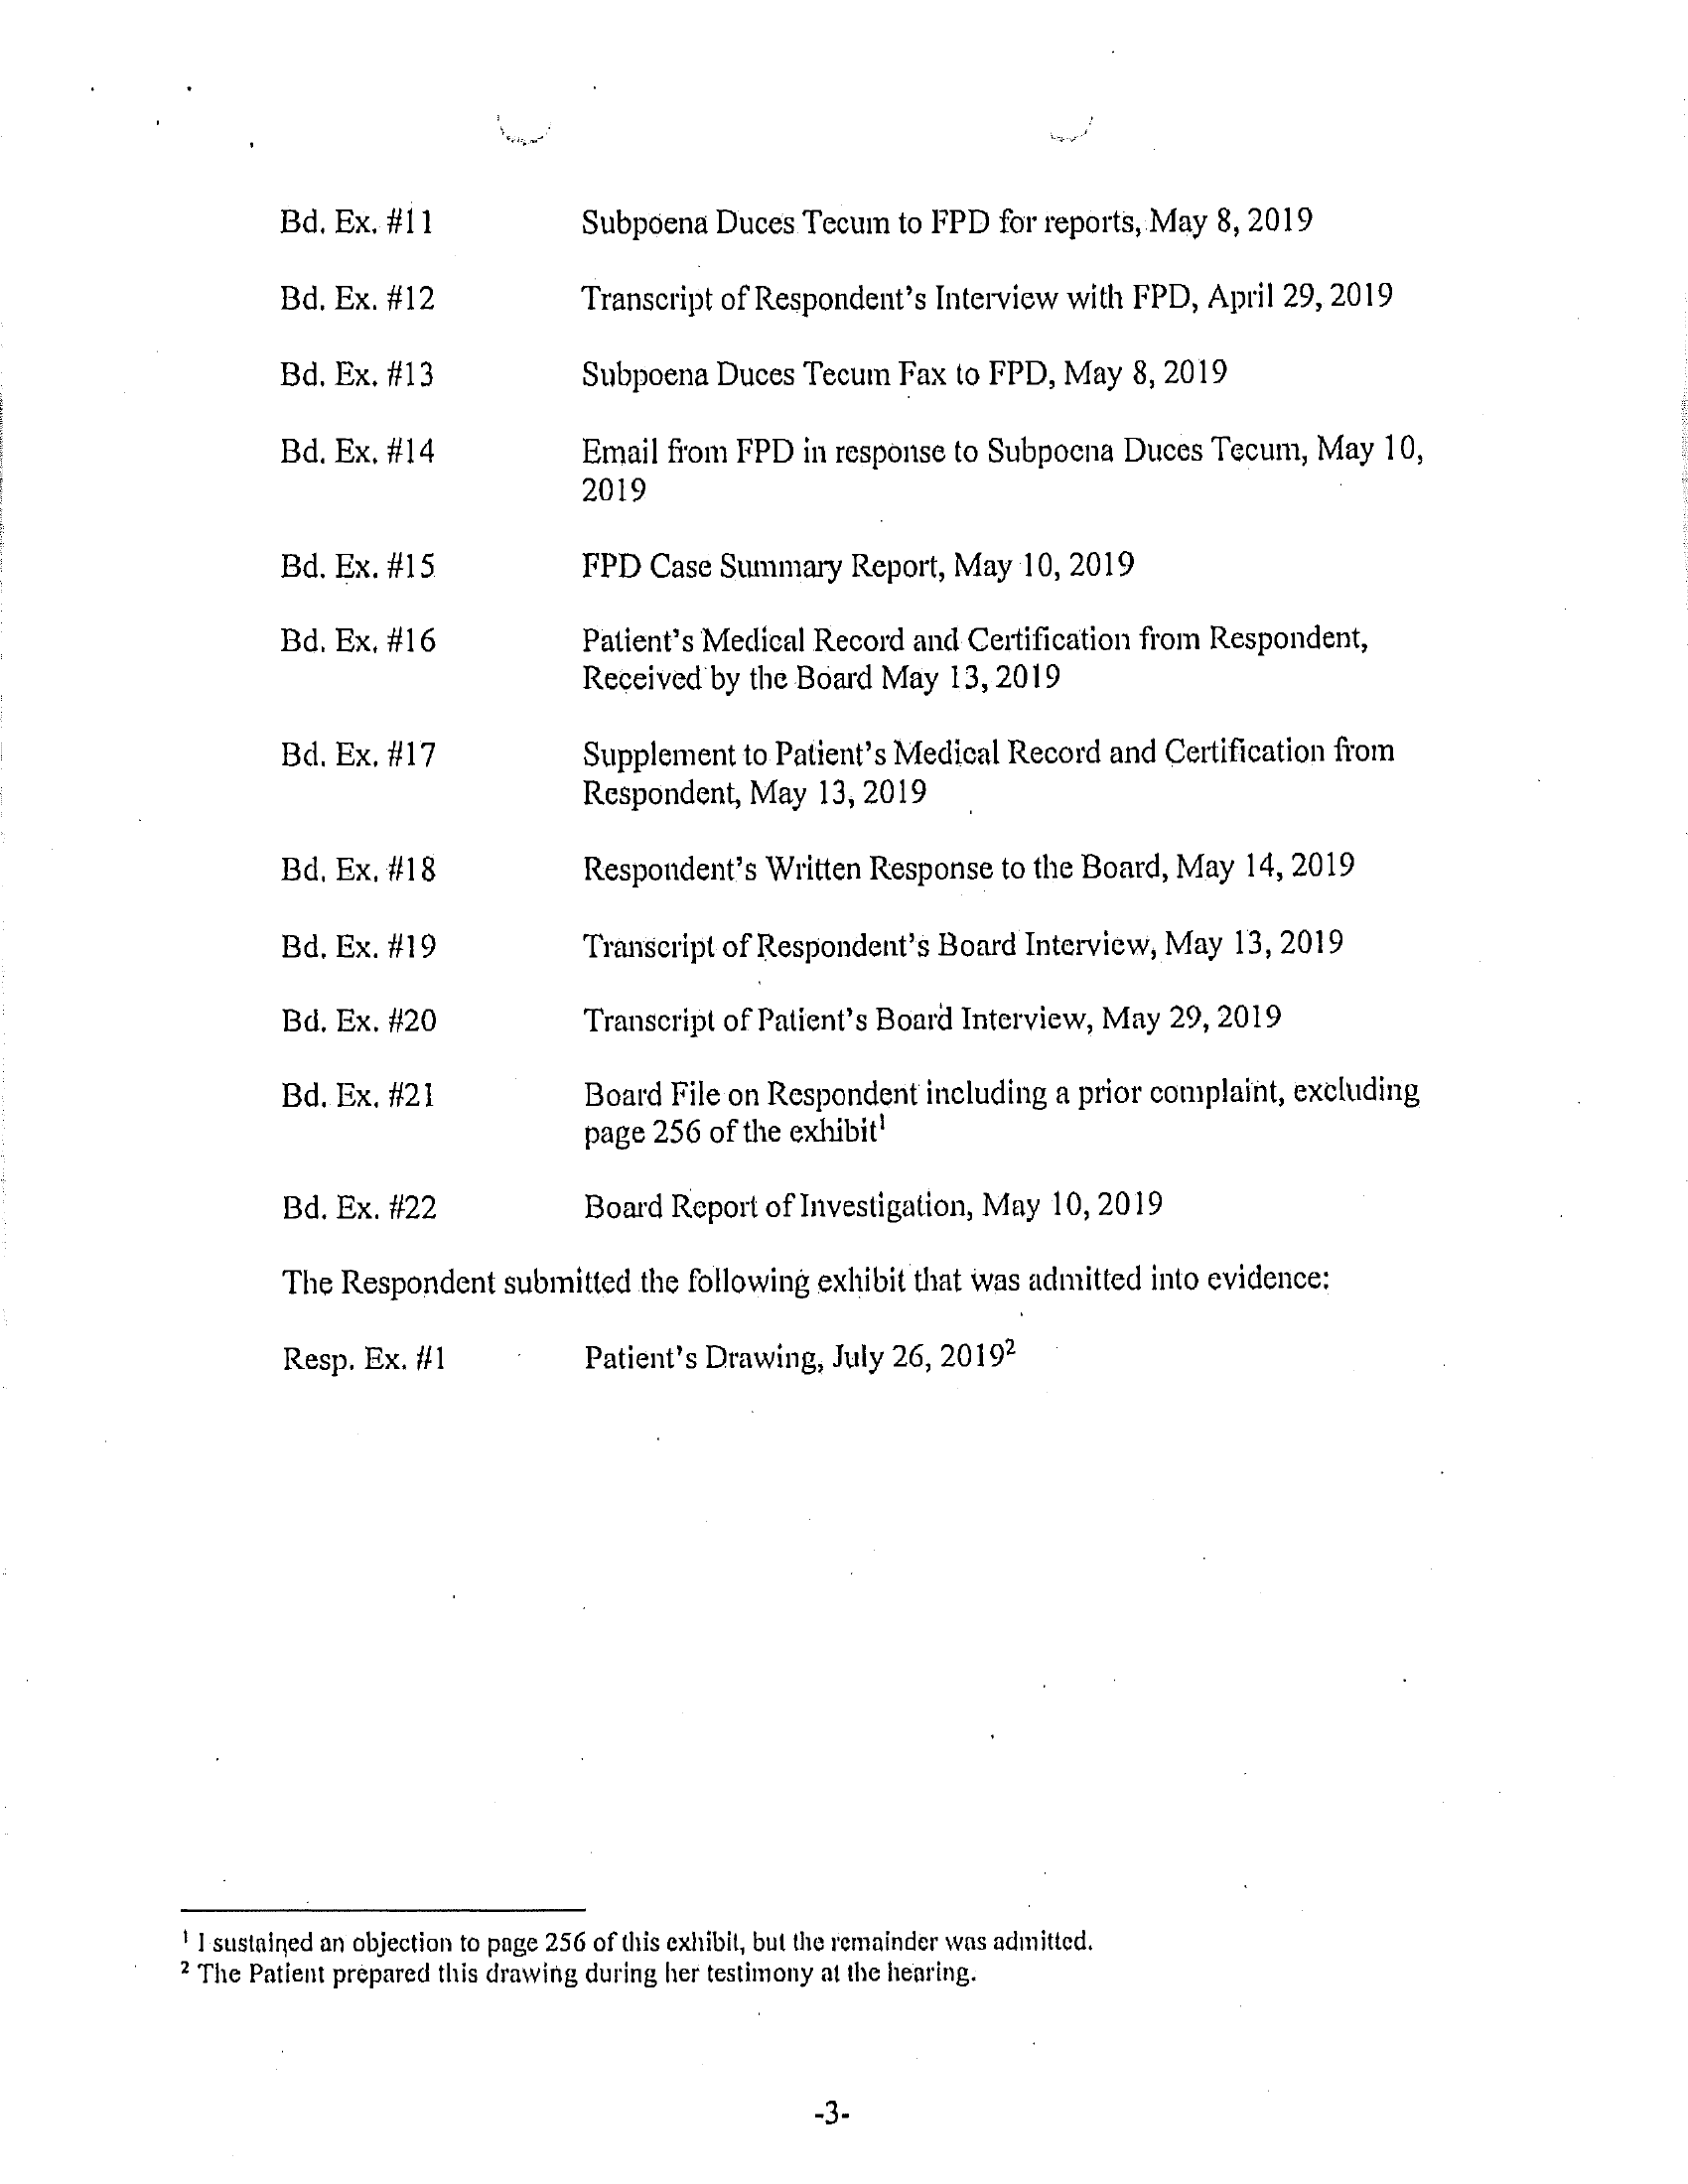 Bd. Ex. #11 Subpoena Duces Tecum to FPD for reports, May 8, 2019
Bd. Ex. #12 Transcript of Respondent's Interview with FPD, April 29, 2019
Bd. Ex. #13 Subpoena Duces Tecum Fax to FPD, May 8, 2019
Bd. Ex. #14 Email from FPD in response to Subpoena Duces Tecum, May 10,
2019
Bd. Ex. #15 FPD Case Summary Report, May 10, 2019
Bd. Ex. #16 Patient's Medical Record and Certification from Respondent,
Received by the Board May 13, 2019
Bd. Ex. #17 Supplement to Patient's Medical Record and Certification from
Respondent, May 13, 2019
Bd. Ex. #18 Respondent's Written Response to the Board, May 14, 2019
Bd. Ex. #19 Transcript of Respondent's Board Interview, May 13, 2019
Bd. Ex. #20 Transcript of Patient's Board Interview, May 29, 2019
Bd. Ex. #21 Board File on Respondent including a prior complaint, excluding
page 256 of the exhibit¹
Bd. Ex. #22 Board Report of Investigation, May 10, 2019
The Respondent submitted the following exhibit that was admitted into evidence:
Resp. Ex. #1 Patient's Drawing, July 26, 2019²
¹ I sustained an objection to page 256 of this exhibit, but the remainder was admitted.
² The Patient prepared this drawing during her testimony at the hearing.
-3-